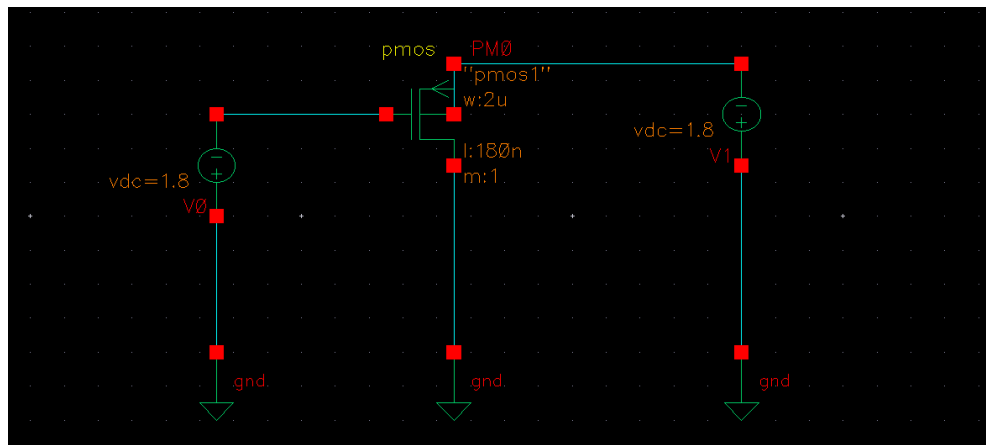 pmos PM0
"pmos1"
w:2u
l:180n
m:1
vdc=1.8
V0
vdc=1.8
V1
gnd
gnd
gnd